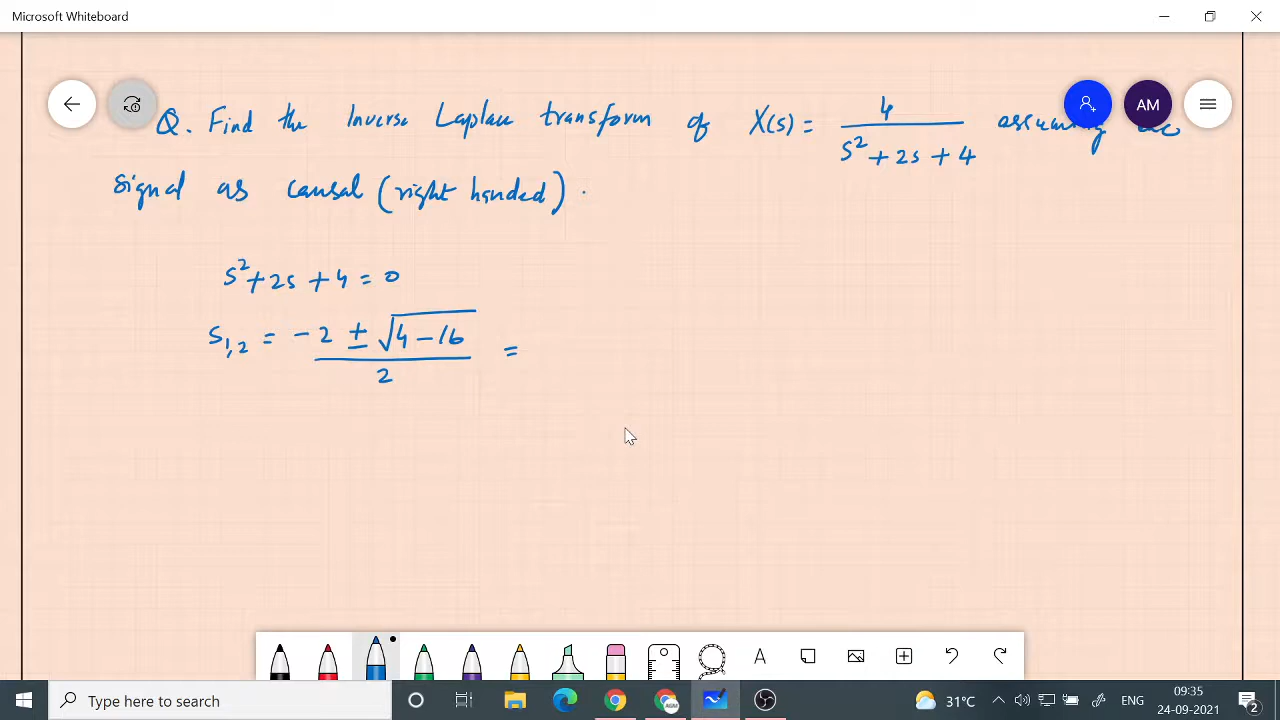 Microsoft Whiteboard
AM
Q. Find the Inverse Laplace transform of X(s) = 4 / (s² + 2s + 4) assuming
signal as causal (right handed).
s² + 2s + 4 = 0
s₁,₂ = (-2 ± √(4 - 16)) / 2 =
A
Type here to search
AGM
31°C
ENG
09:35
24-09-2021
2